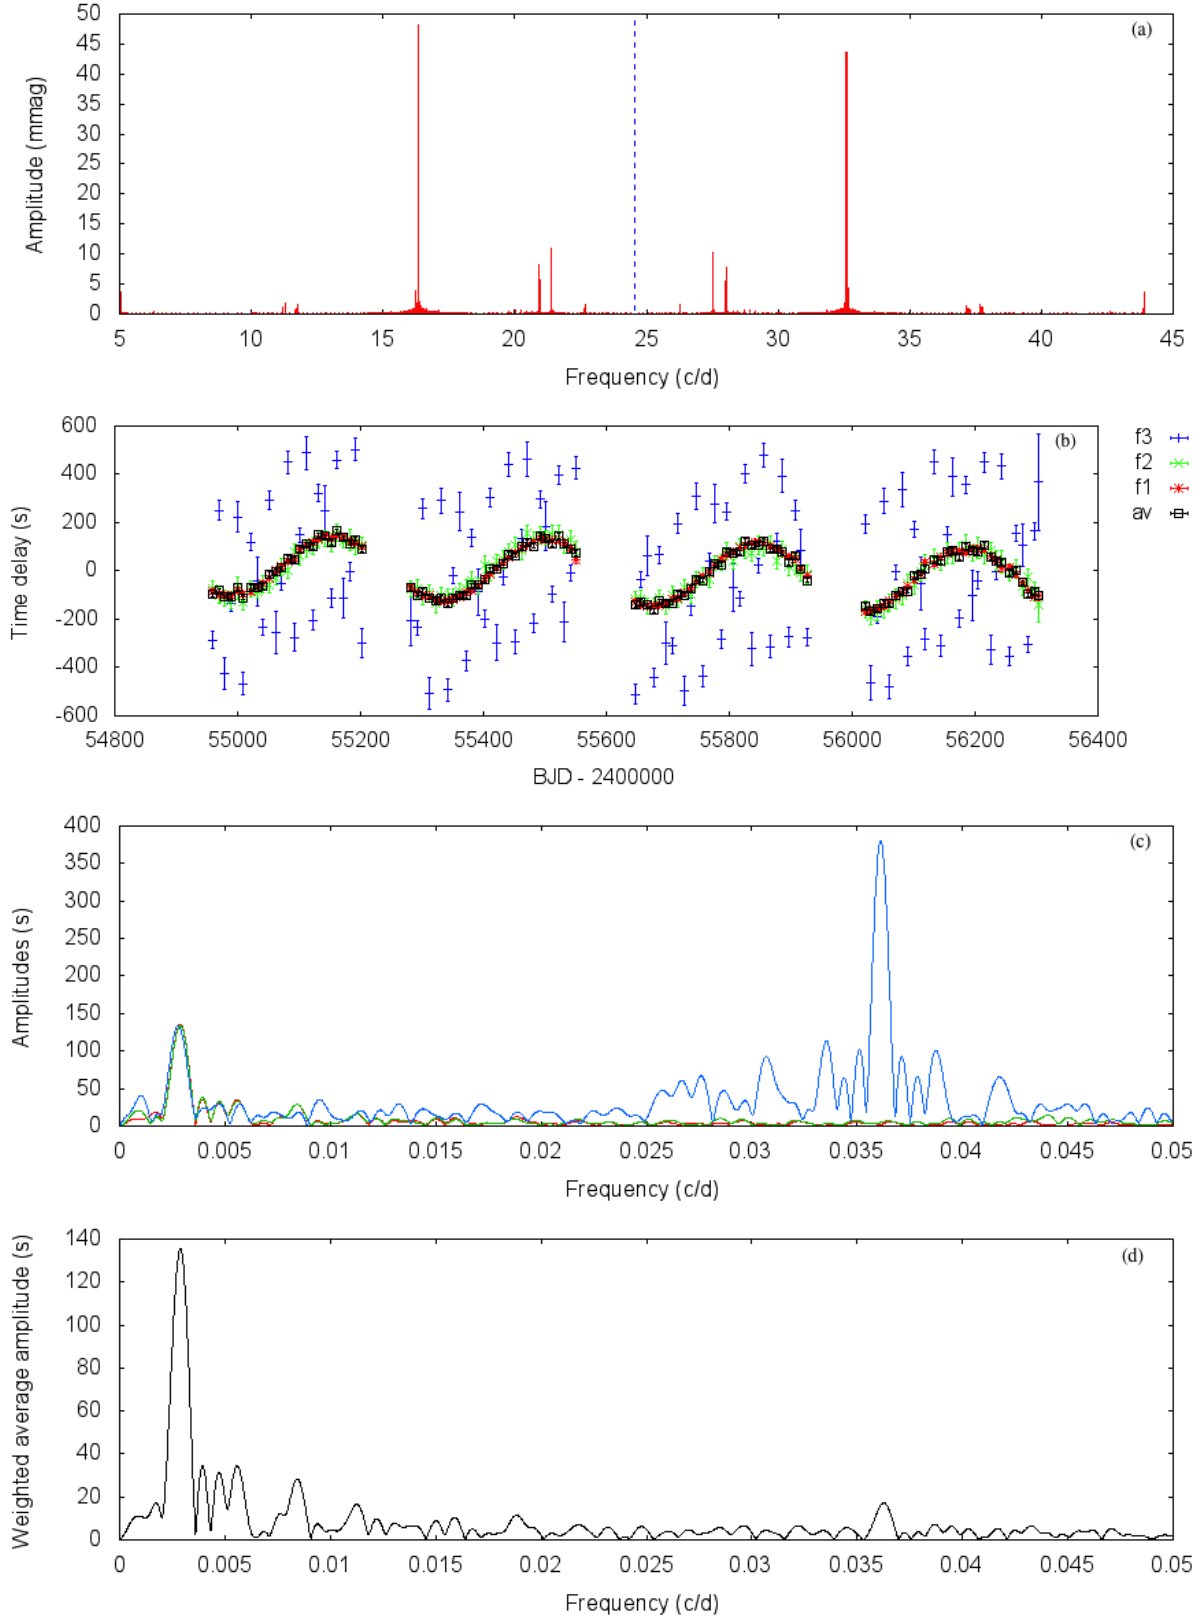 (a)
50
45
40
35
30
25
20
15
10
5
0
Amplitude (mmag)
5 10 15 20 25 30 35 40 45
Frequency (c/d)
(b)
600
400
200
0
-200
-400
-600
Time delay (s)
54800 55000 55200 55400 55600 55800 56000 56200 56400
BJD - 2400000
f3
f2
f1
av
(c)
400
350
300
250
200
150
100
50
0
Amplitudes (s)
0 0.005 0.01 0.015 0.02 0.025 0.03 0.035 0.04 0.045 0.05
Frequency (c/d)
(d)
140
120
100
80
60
40
20
0
Weighted average amplitude (s)
0 0.005 0.01 0.015 0.02 0.025 0.03 0.035 0.04 0.045 0.05
Frequency (c/d)